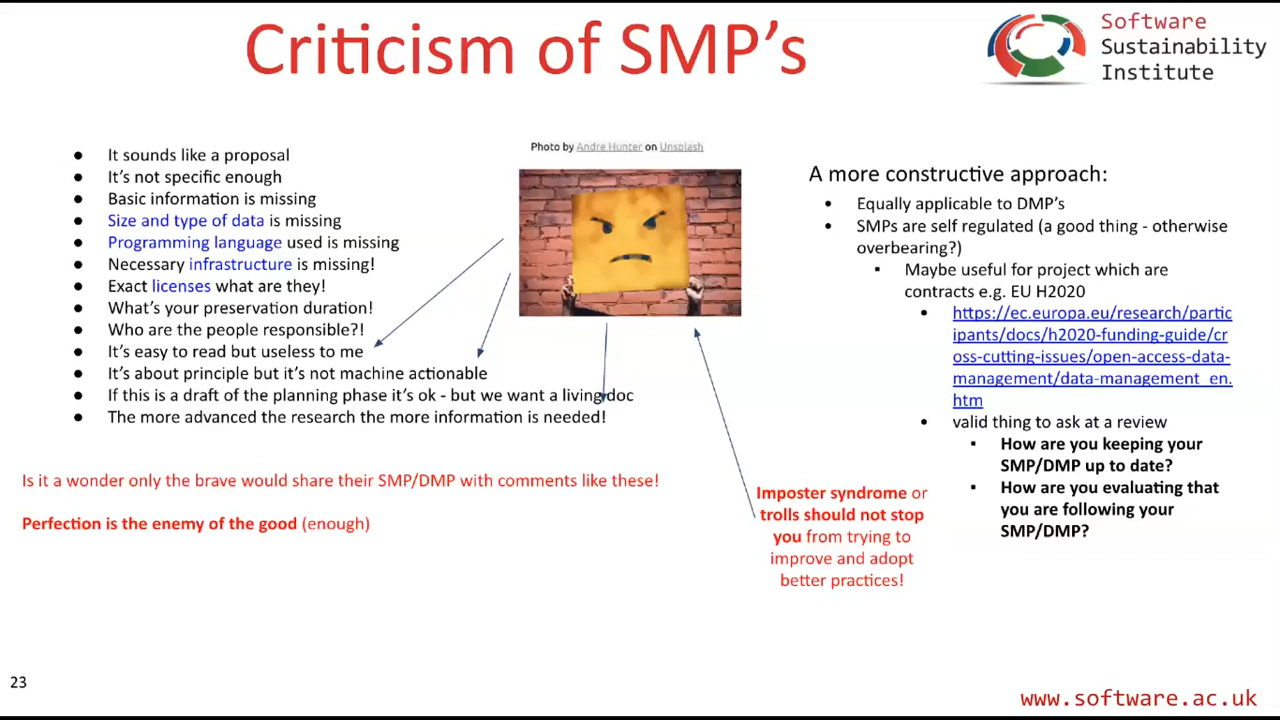 Criticism of SMP's
Software
Sustainability
Institute
Photo by Andre Hunter on Unsplash
It sounds like a proposal
It's not specific enough
Basic information is missing
Size and type of data is missing
Programming language used is missing
Necessary infrastructure is missing!
Exact licenses what are they!
What's your preservation duration!
Who are the people responsible?!
It's easy to read but useless to me
It's about principle but it's not machine actionable
If this is a draft of the planning phase it's ok - but we want a living doc
The more advanced the research the more information is needed!
Is it a wonder only the brave would share their SMP/DMP with comments like these!
Perfection is the enemy of the good (enough)
Imposter syndrome or
trolls should not stop
you from trying to
improve and adopt
better practices!
A more constructive approach:
Equally applicable to DMP's
SMPs are self regulated (a good thing - otherwise
overbearing?)
Maybe useful for project which are
contracts e.g. EU H2020
https://ec.europa.eu/research/partic
ipants/docs/h2020-funding-guide/cr
oss-cutting-issues/open-access-data-
management/data-management_en.
htm
valid thing to ask at a review
How are you keeping your
SMP/DMP up to date?
How are you evaluating that
you are following your
SMP/DMP?
23
www.software.ac.uk